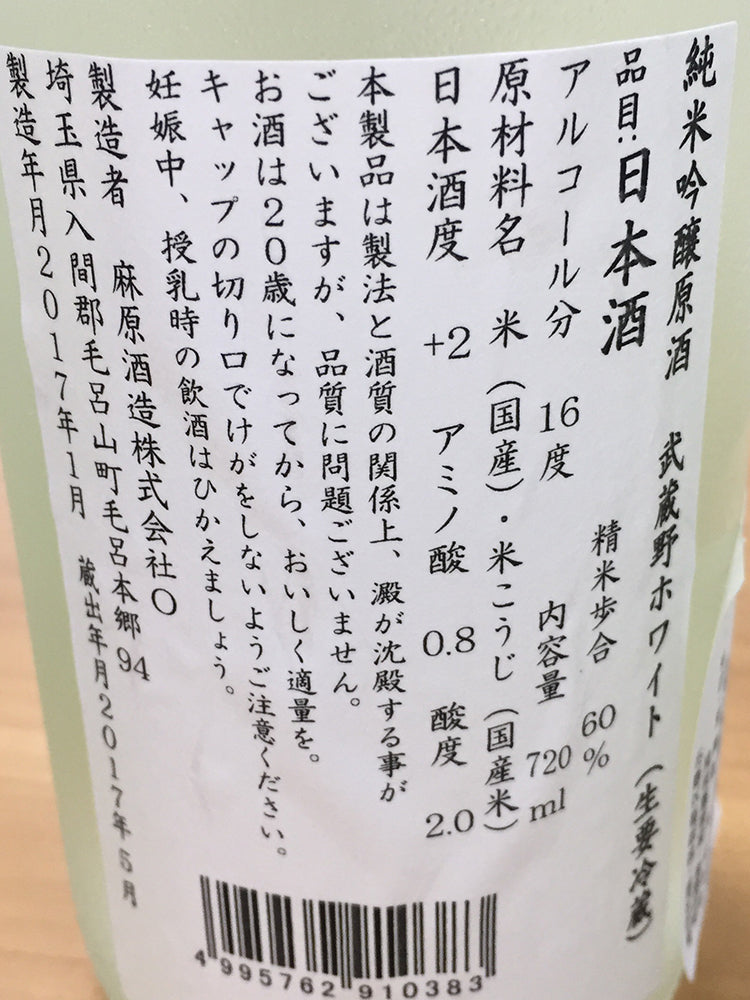 純米吟醸原酒　武蔵野ホワイト（生要冷蔵）
品目：日本酒　精米歩合　60％
アルコール分　16度　内容量　720ml
原材料名　米（国産）・米こうじ（国産米）
日本酒度　+2　アミノ酸　0.8　酸度　2.0
本製品は製法と酒質の関係上、澱が沈殿する事が
ございますが、品質に問題ございません。
お酒は20歳になってから、おいしく適量を。
キャップの切り口でけがをしないようご注意ください。
妊娠中、授乳時の飲酒はひかえましょう。
製造者　麻原酒造株式会社O
埼玉県入間郡毛呂山町毛呂本郷94
製造年月2017年1月　蔵出年月2017年5月
4 995762 910383